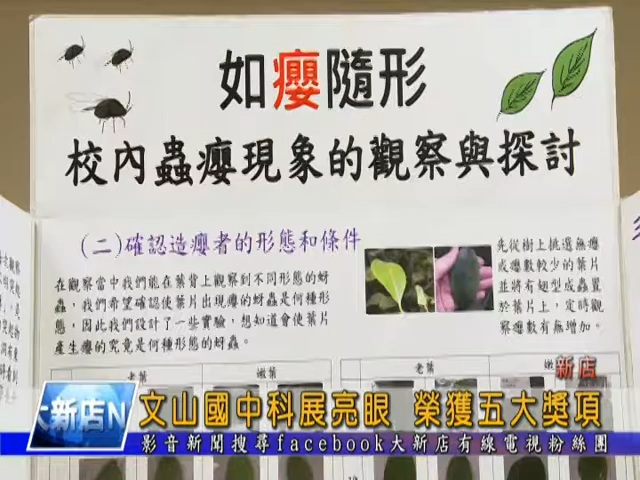 如癭隨形
校內蟲癭現象的觀察與探討
(二)確認造癭者的形態和條件
在觀察當中我們能在葉背上觀察到不同形態的蚜
蟲,我們希望確認使葉片出現癭的蚜蟲是何種形
態,因此我們設計了一些實驗,想知道會使葉片
產生癭的究竟是何種形態的蚜蟲。
先從樹上挑選無癭
或癭數較少的葉片
並將有翅型成蟲置
於葉片上,定時觀
察癭數有無增加。
老葉 嫩葉 老葉 嫩
新店
大新店N 文山國中科展亮眼 榮獲五大獎項
影音新聞搜尋facebook大新店有線電視粉絲團